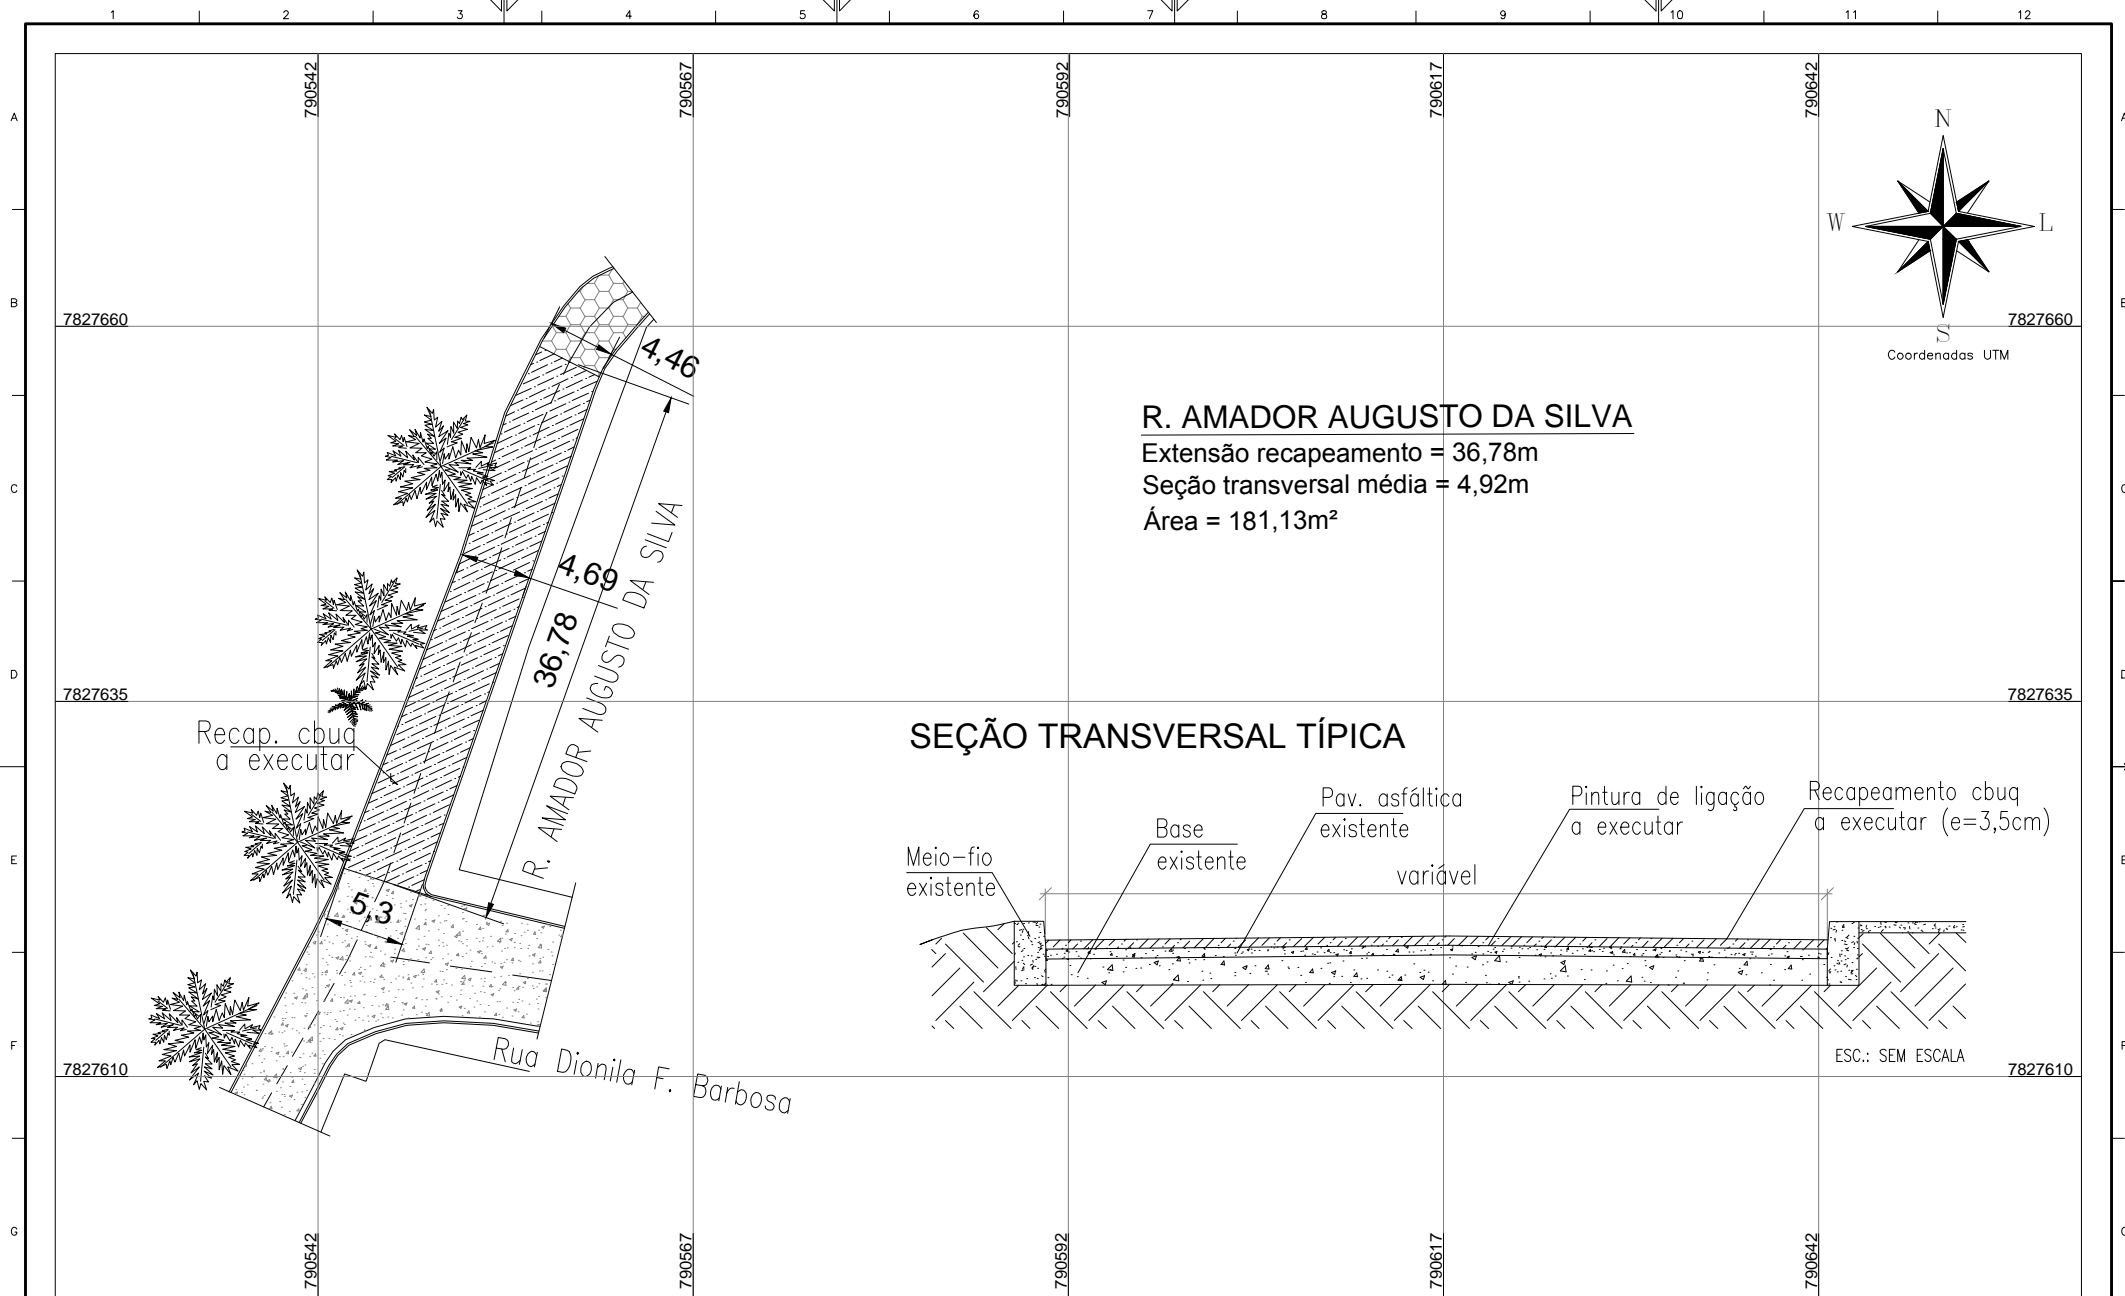 1 2 3 4 5 6 7 8 9 10 11 12
790542 790567 790592 790617 790642
A
N
W L
S
Coordenadas UTM
B
7827660 7827660
4,46
R. AMADOR AUGUSTO DA SILVA
Extensão recapeamento = 36,78m
Seção transversal média = 4,92m
Área = 181,13m²
C
4,69
36,78
R. AMADOR AUGUSTO DA SILVA
D
7827635 7827635
Recap. cbuq
a executar
SEÇÃO TRANSVERSAL TÍPICA
Meio-fio
existente
Base
existente
Pav. asfáltica
existente
Pintura de ligação
a executar
Recapeamento cbuq
a executar (e=3,5cm)
variável
E
5,3
F
Rua Dionila F. Barbosa
ESC.: SEM ESCALA
7827610 7827610
G
790542 790567 790592 790617 790642